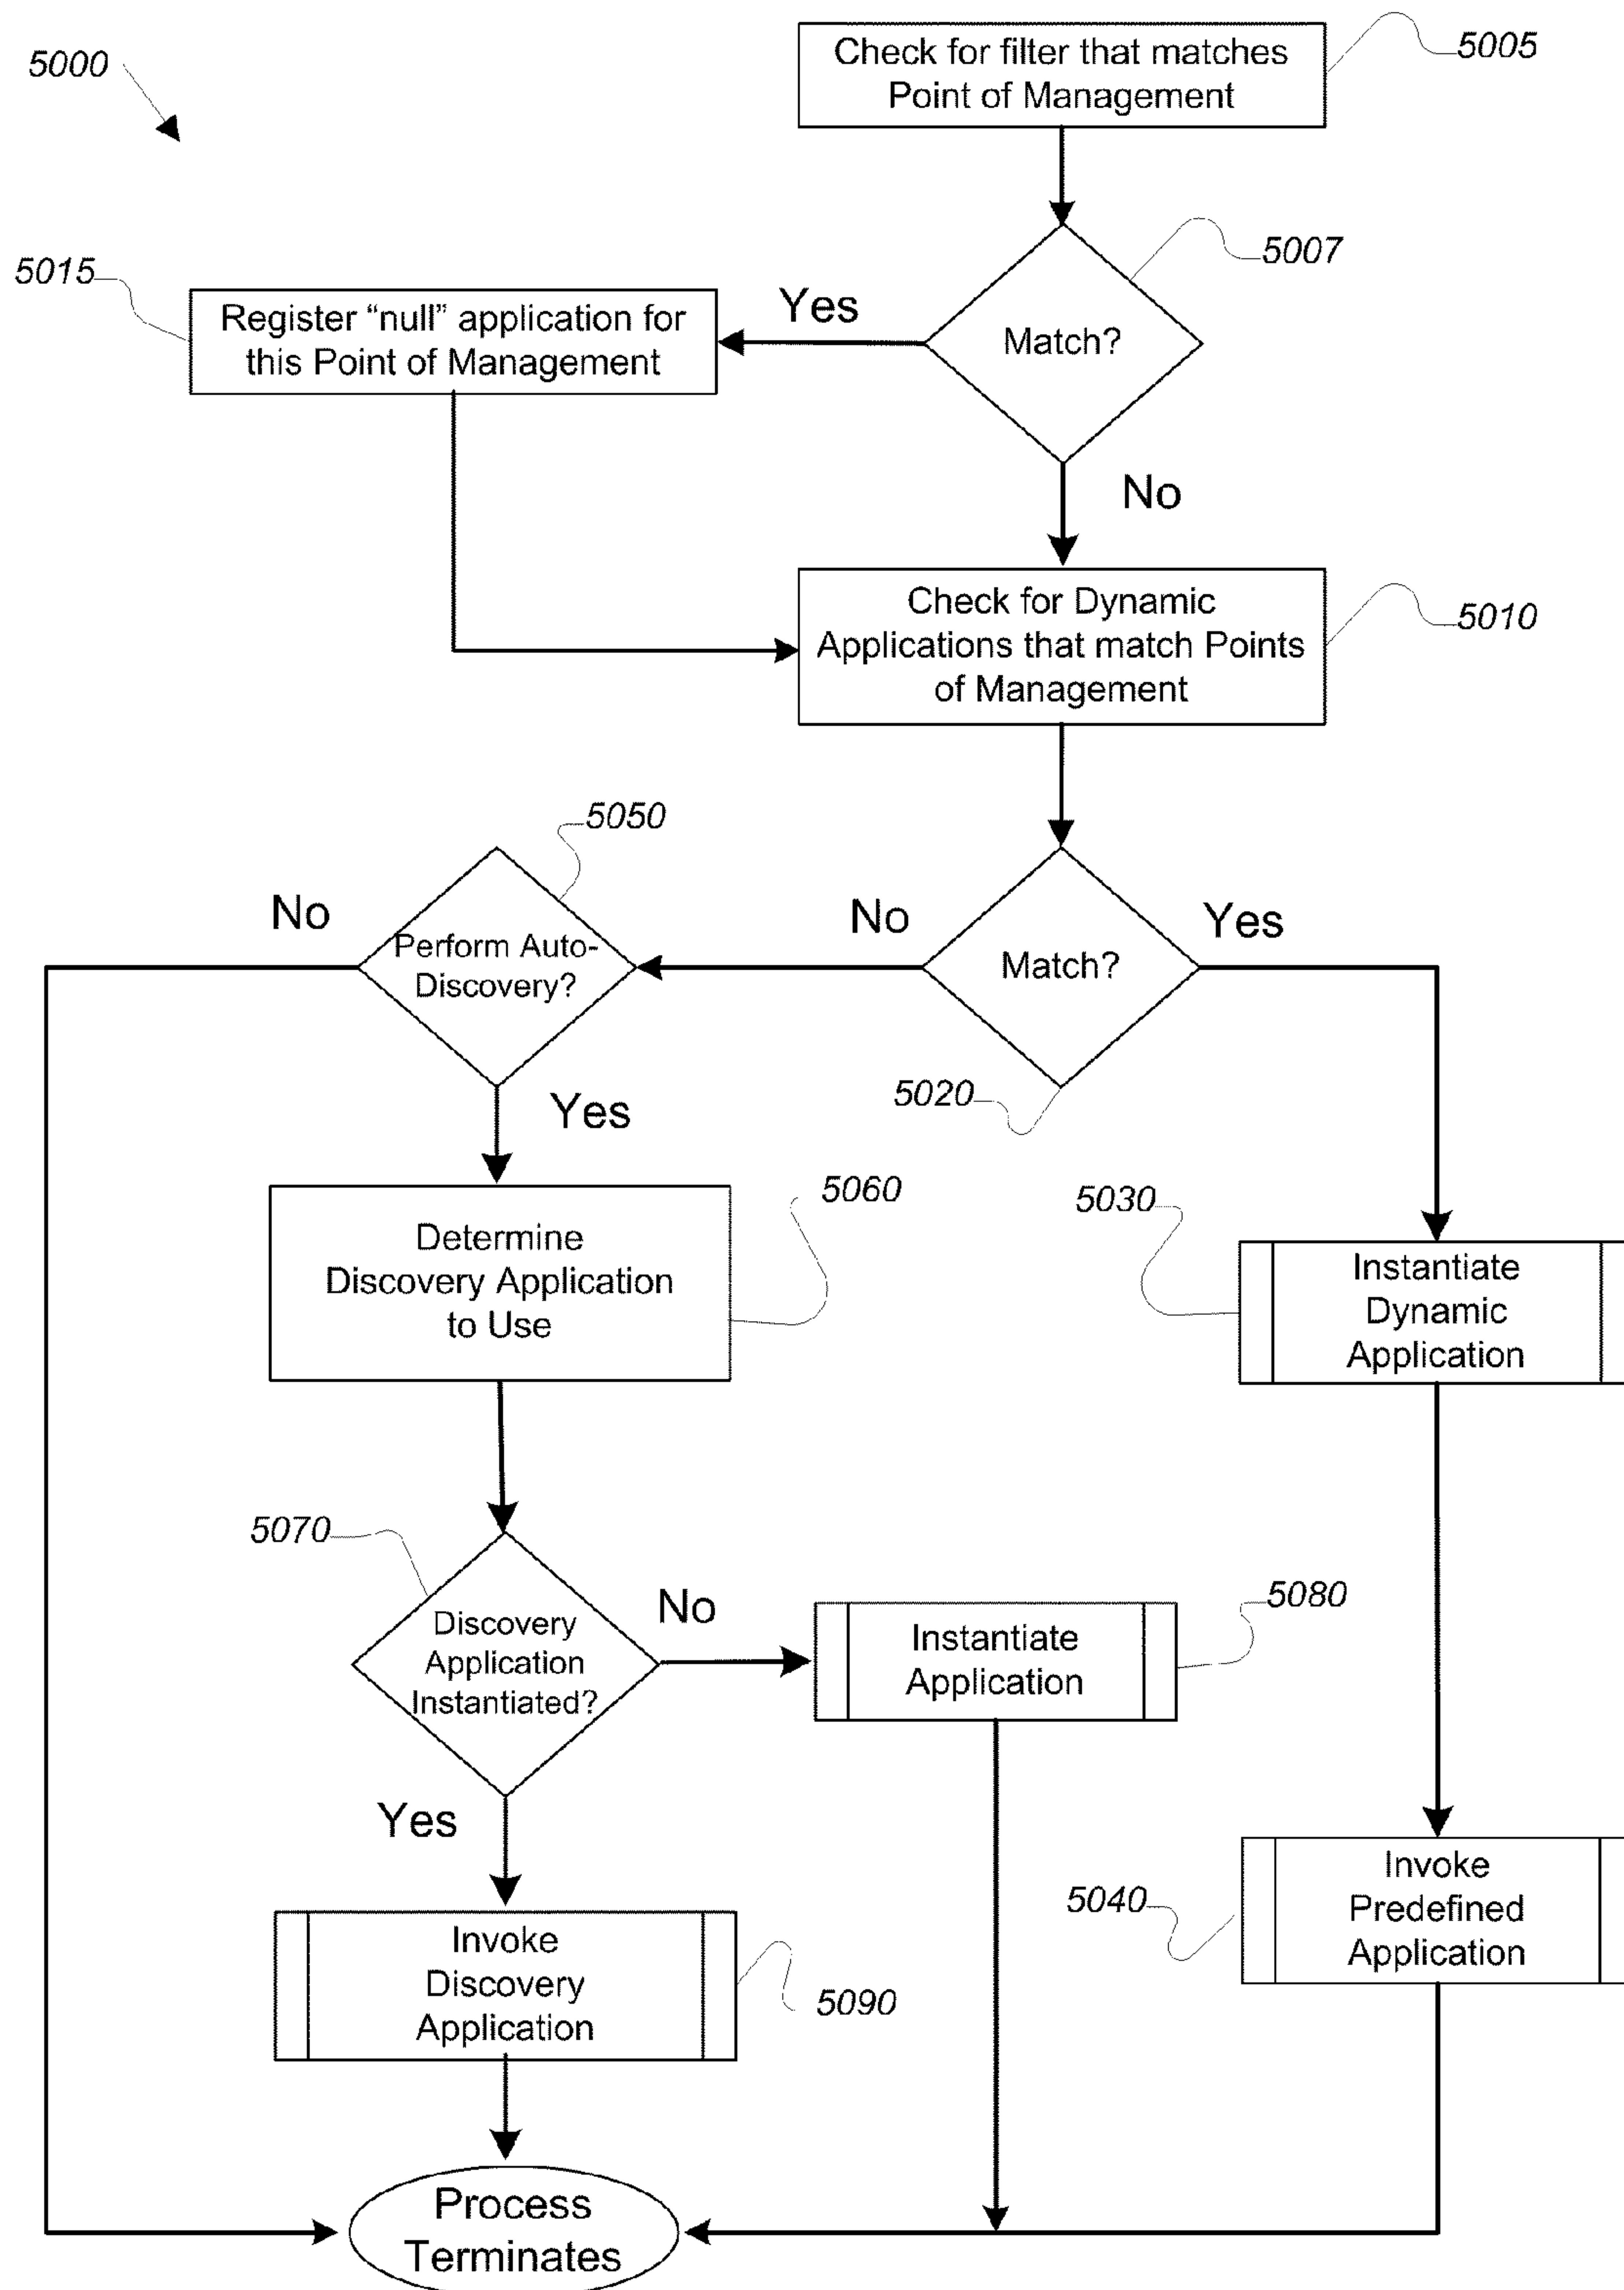 5000
Check for filter that matches
Point of Management
5005
5007
Match?
Yes
5015
Register “null” application for
this Point of Management
No
Check for Dynamic
Applications that match Points
of Management
5010
5050
No
Perform Auto-
Discovery?
No
Match?
Yes
5020
Yes
5060
Determine
Discovery Application
to Use
5030
Instantiate
Dynamic
Application
5070
Discovery
Application
Instantiated?
No
5080
Instantiate
Application
Yes
5040
Invoke
Predefined
Application
Invoke
Discovery
Application
5090
Process
Terminates